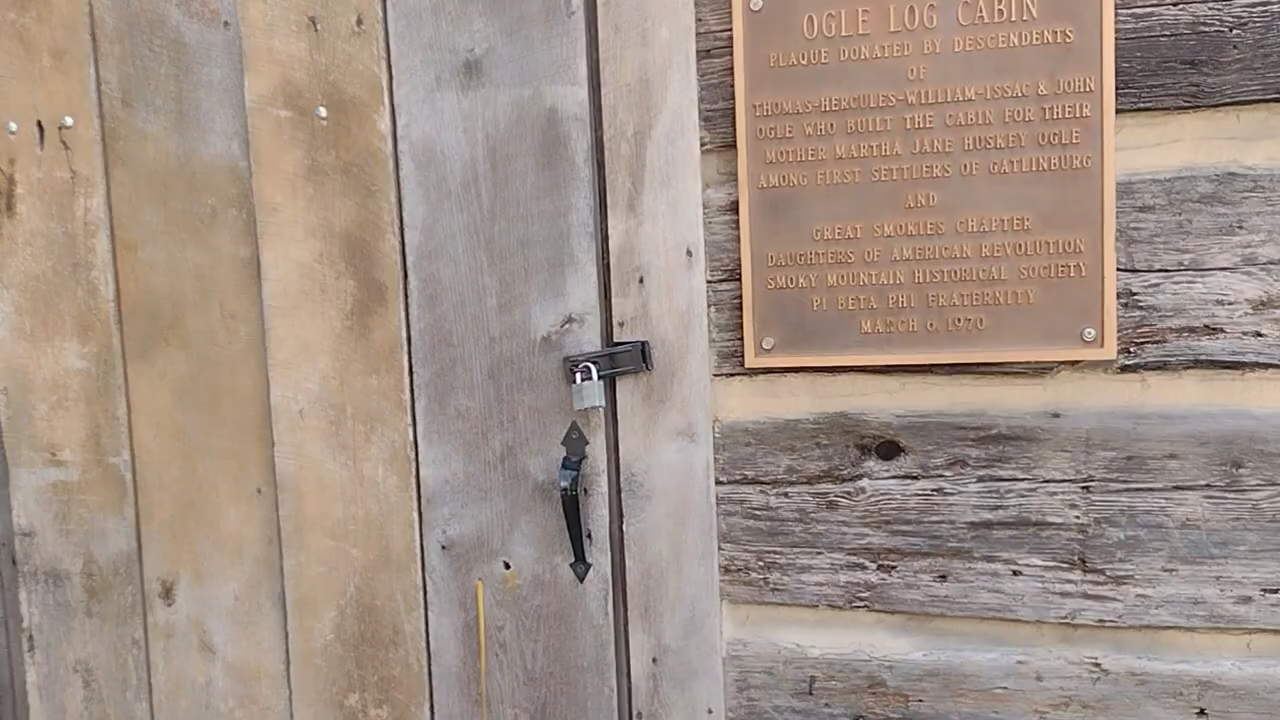 OGLE LOG CABIN
PLAQUE DONATED BY DESCENDENTS
OF
THOMAS-HERCULES-WILLIAM-ISSAC & JOHN
OGLE WHO BUILT THE CABIN FOR THEIR
MOTHER MARTHA JANE HUSKEY OGLE
AMONG FIRST SETTLERS OF GATLINBURG
AND
GREAT SMOKIES CHAPTER
DAUGHTERS OF AMERICAN REVOLUTION
SMOKY MOUNTAIN HISTORICAL SOCIETY
PI BETA PHI FRATERNITY
MARCH 6, 1970